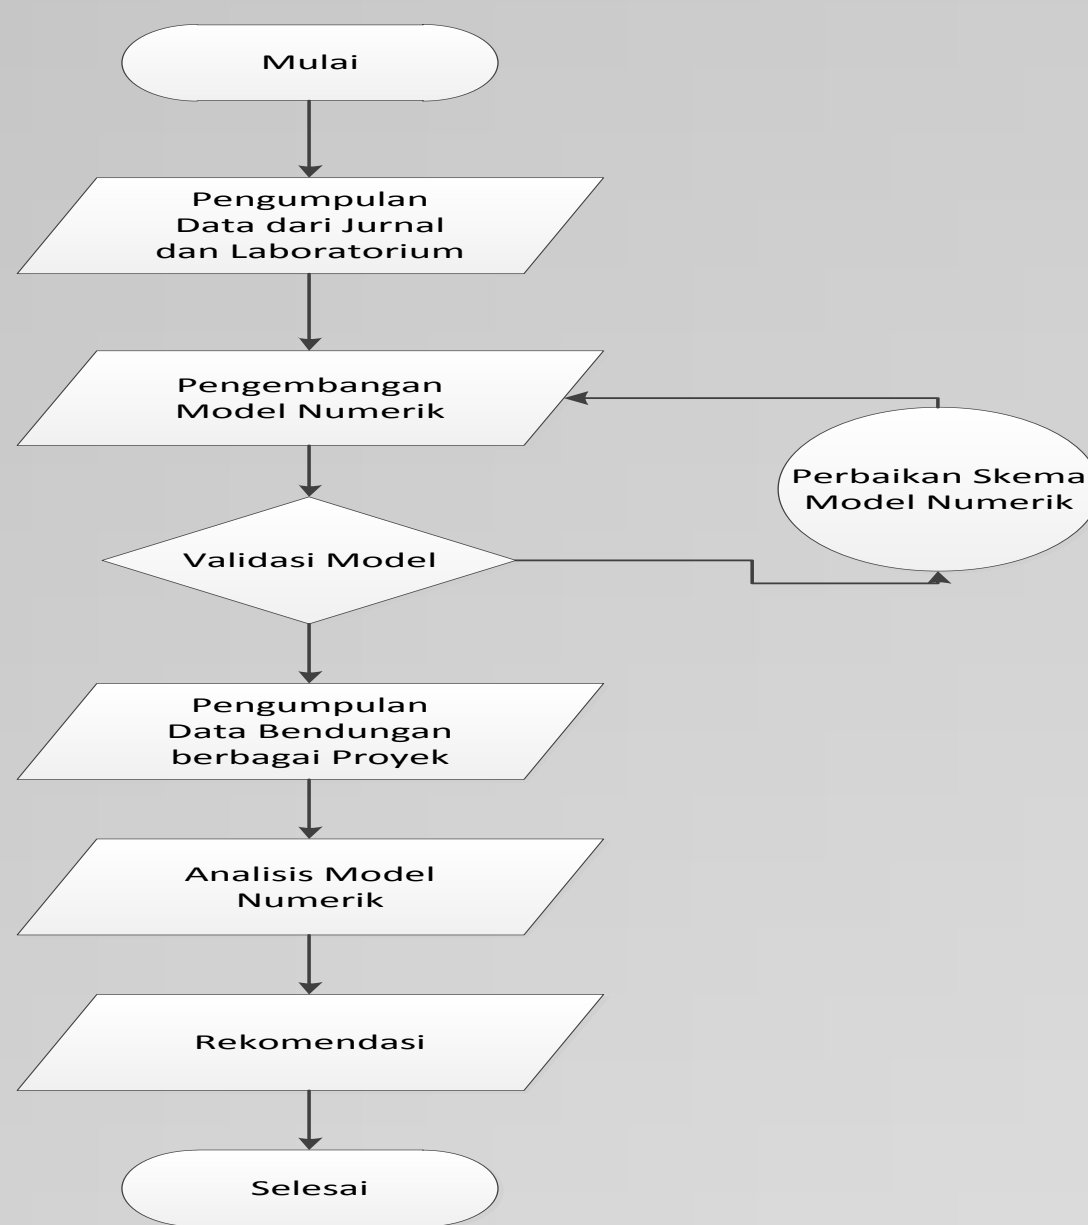 Mulai
Pengumpulan
Data dari Jurnal
dan Laboratorium
Pengembangan
Model Numerik
Perbaikan Skema
Model Numerik
Validasi Model
Pengumpulan
Data Bendungan
berbagai Proyek
Analisis Model
Numerik
Rekomendasi
Selesai